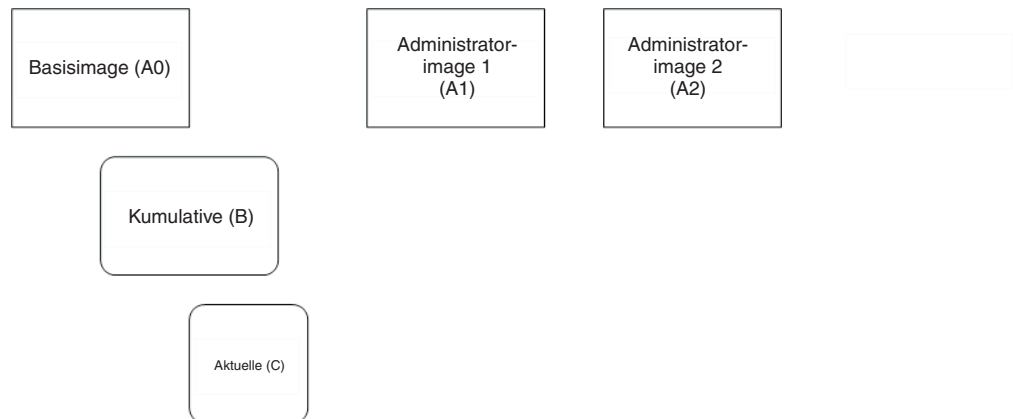 Basisimage (A0)
Administrator-
image 1
(A1)
Administrator-
image 2
(A2)
Kumulative (B)
Aktuelle (C)